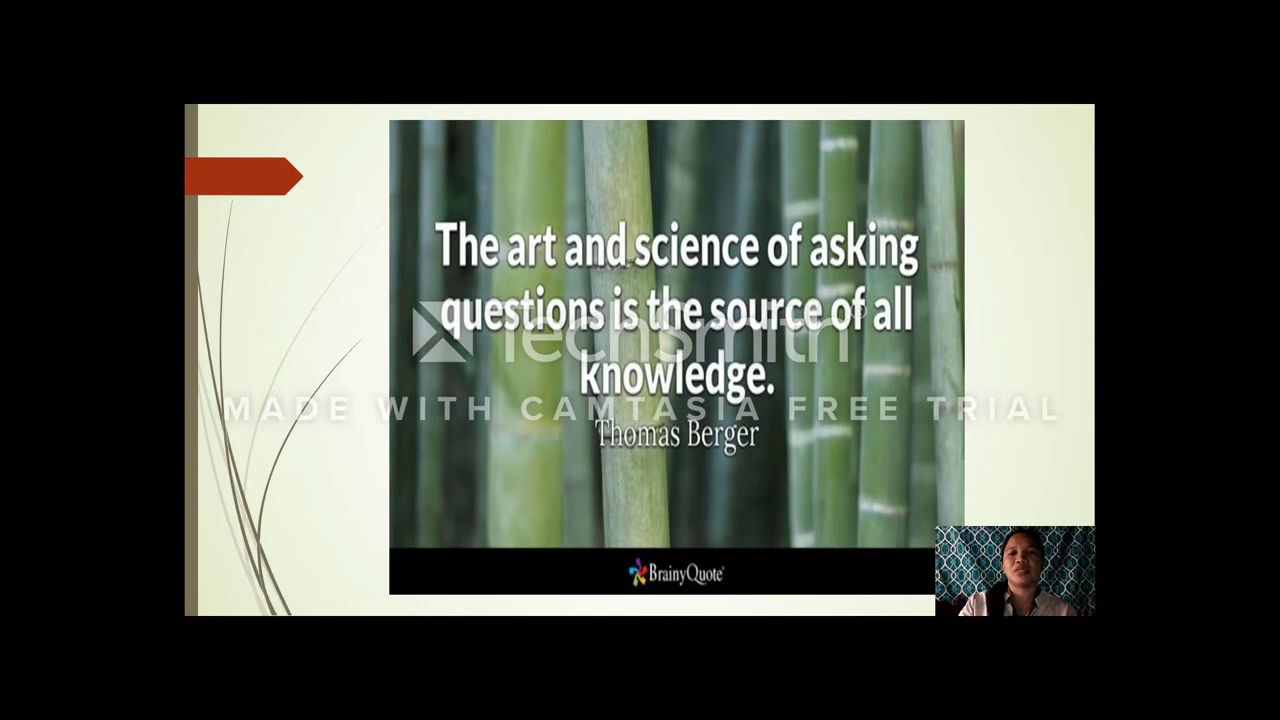 The art and science of asking
questions is the source of all
TechSmith®
knowledge.
MADE WITH CAMTASIA FREE TRIAL
Thomas Berger
BrainyQuote®